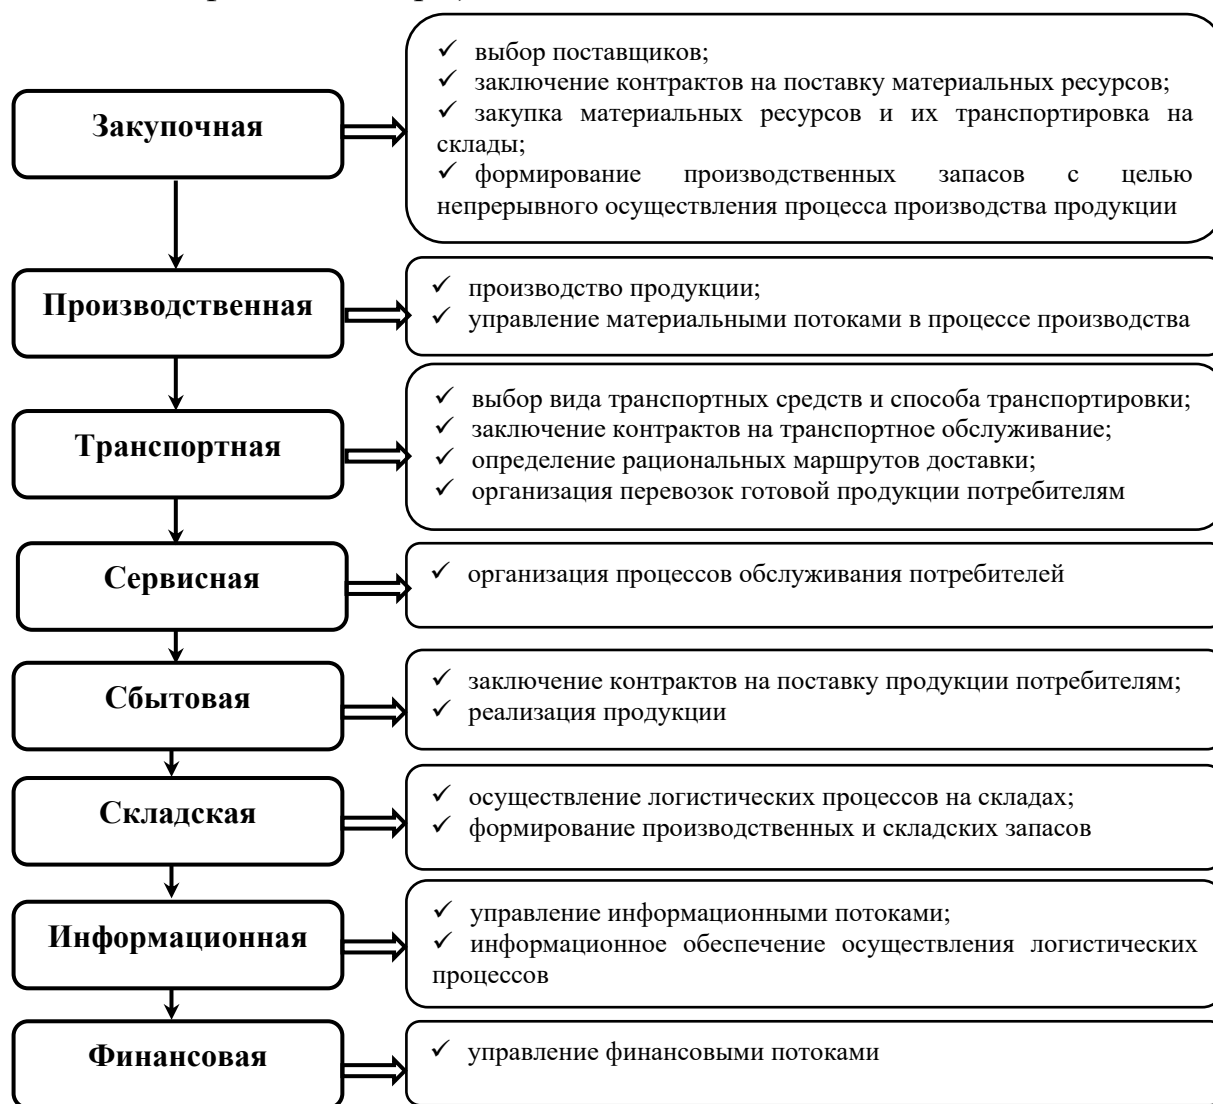 ✓ выбор поставщиков;
✓ заключение контрактов на поставку материальных ресурсов;
Закупочная
✓ закупка материальных ресурсов и их транспортировка на
склады;
✓ формирование производственных запасов с целью
непрерывного осуществления процесса производства продукции
Производственная
✓ производство продукции;
✓ управление материальными потоками в процессе производства
Транспортная
✓ выбор вида транспортных средств и способа транспортировки;
✓ заключение контрактов на транспортное обслуживание;
✓ определение рациональных маршрутов доставки;
✓ организация перевозок готовой продукции потребителям
Сервисная
✓ организация процессов обслуживания потребителей
Сбытовая
✓ заключение контрактов на поставку продукции потребителям;
✓ реализация продукции
Складская
✓ осуществление логистических процессов на складах;
✓ формирование производственных и складских запасов
Информационная
✓ управление информационными потоками;
✓ информационное обеспечение осуществления логистических
процессов
Финансовая
✓ управление финансовыми потоками